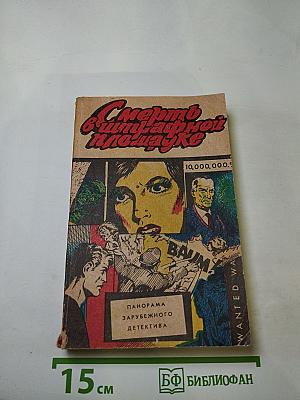 Смерть
в штрафной
площадке
10,000,000.
BAUM
ПАНОРАМА
ЗАРУБЕЖНОГО
ДЕТЕКТИВА
WANTED W
15 см
БФ БИБЛИОФАН